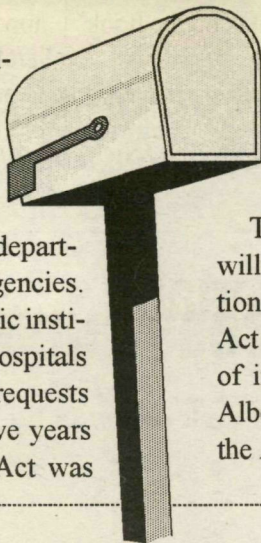 depart-
gencies.
ic insti-
ospitals
requests
ve years
Act was
will
tion
Act
of i
Alb
the